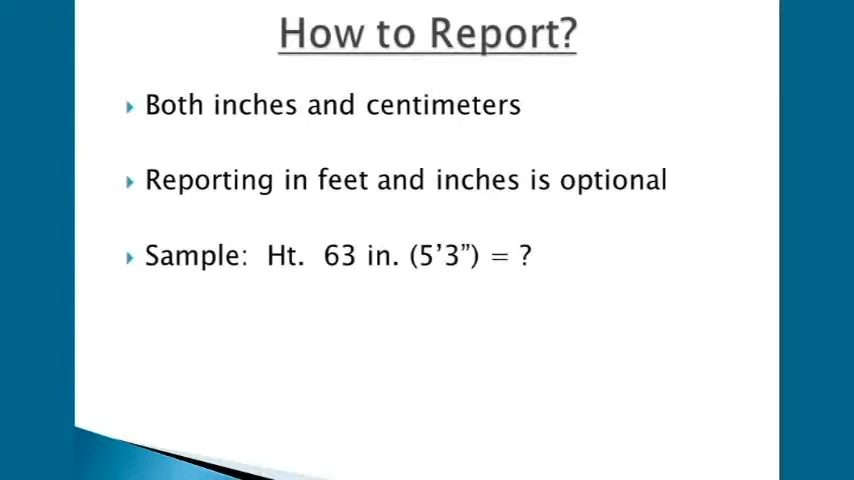 How to Report?
Both inches and centimeters
Reporting in feet and inches is optional
Sample:  Ht.  63 in. (5’3”) = ?